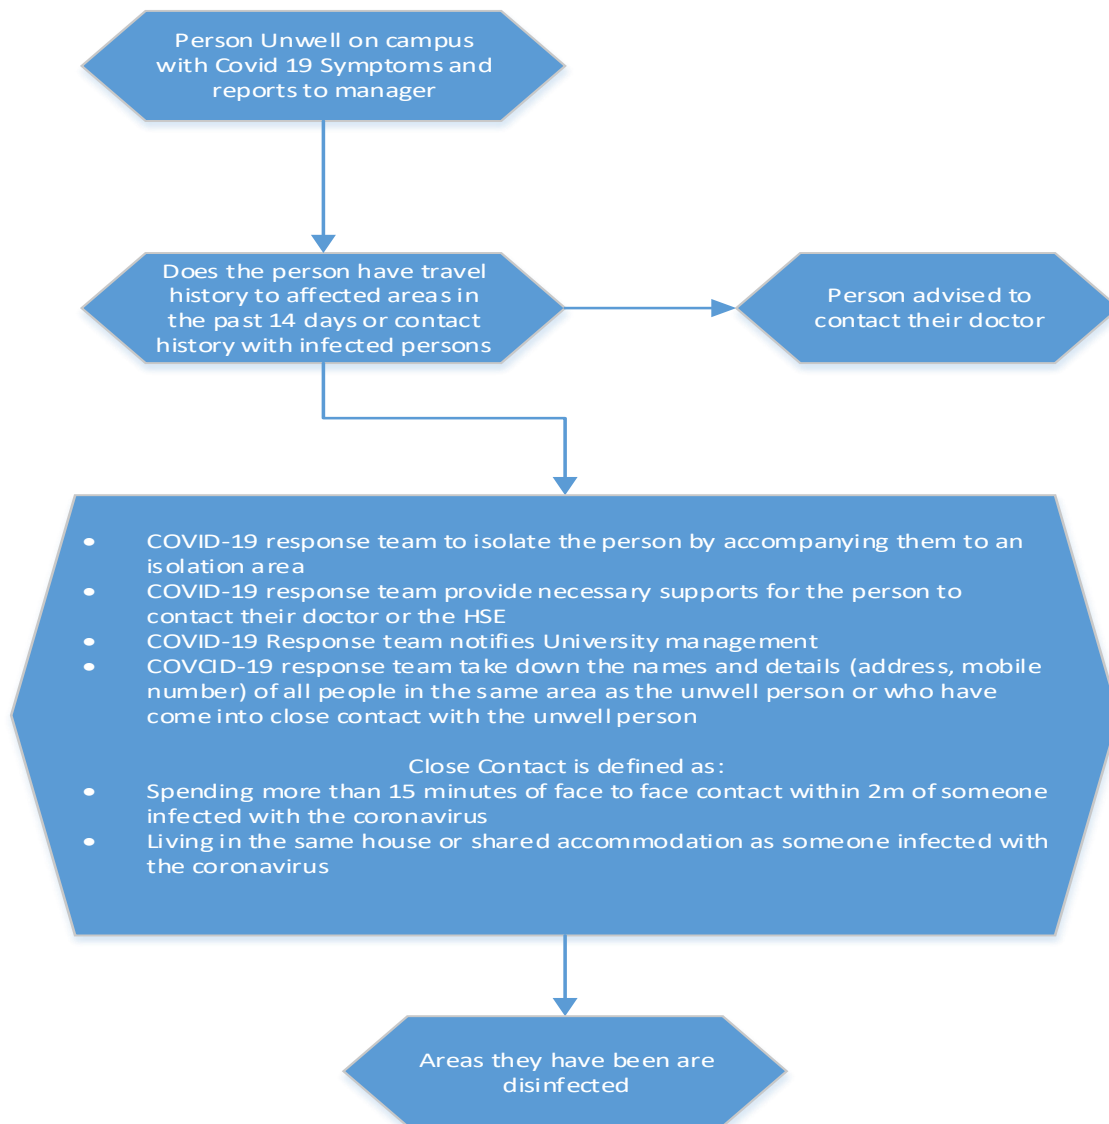 Person Unwell on campus
with Covid 19 Symptoms and
reports to manager
Does the person have travel
history to affected areas in
the past 14 days or contact
history with infected persons
Person advised to
contact their doctor
• COVID-19 response team to isolate the person by accompanying them to an
isolation area
• COVID-19 response team provide necessary supports for the person to
contact their doctor or the HSE
• COVID-19 Response team notifies University management
• COVCID-19 response team take down the names and details (address, mobile
number) of all people in the same area as the unwell person or who have
come into close contact with the unwell person
Close Contact is defined as:
• Spending more than 15 minutes of face to face contact within 2m of someone
infected with the coronavirus
• Living in the same house or shared accommodation as someone infected with
the coronavirus
Areas they have been are
disinfected